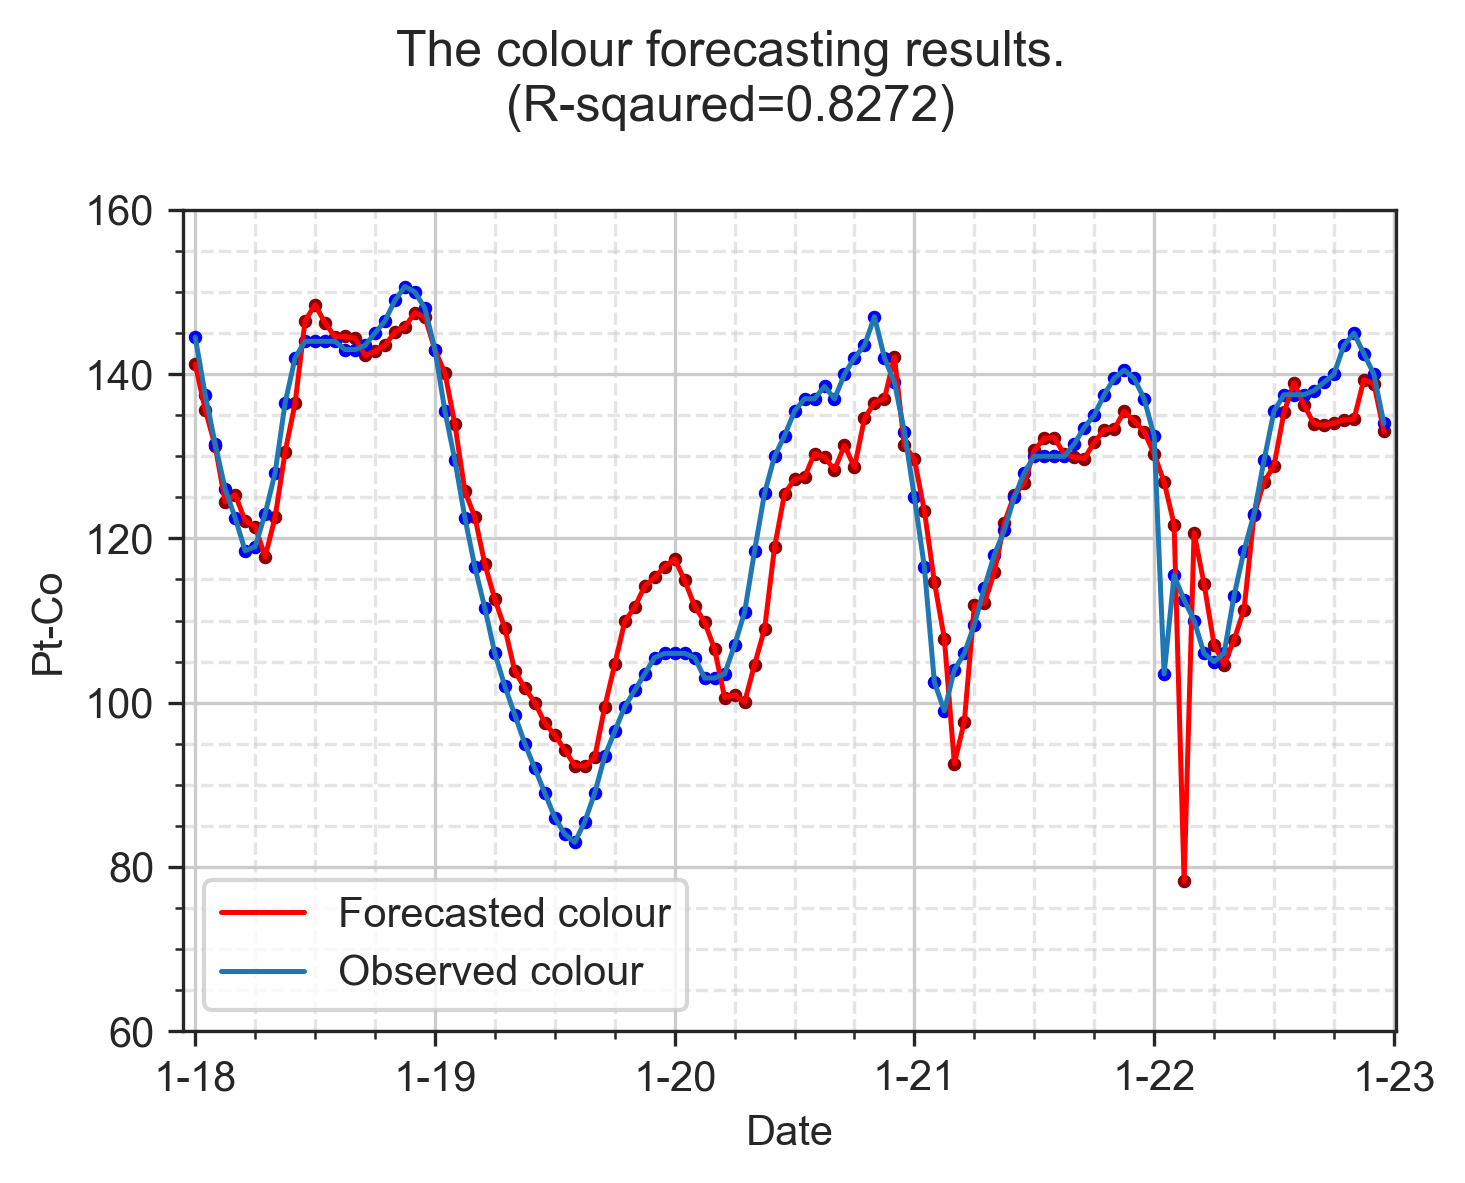 The colour forecasting results.
(R-sqaured=0.8272)
160
140
120
100
80
60
Pt-Co
Forecasted colour
Observed colour
1-18 1-19 1-20 1-21 1-22 1-23
Date